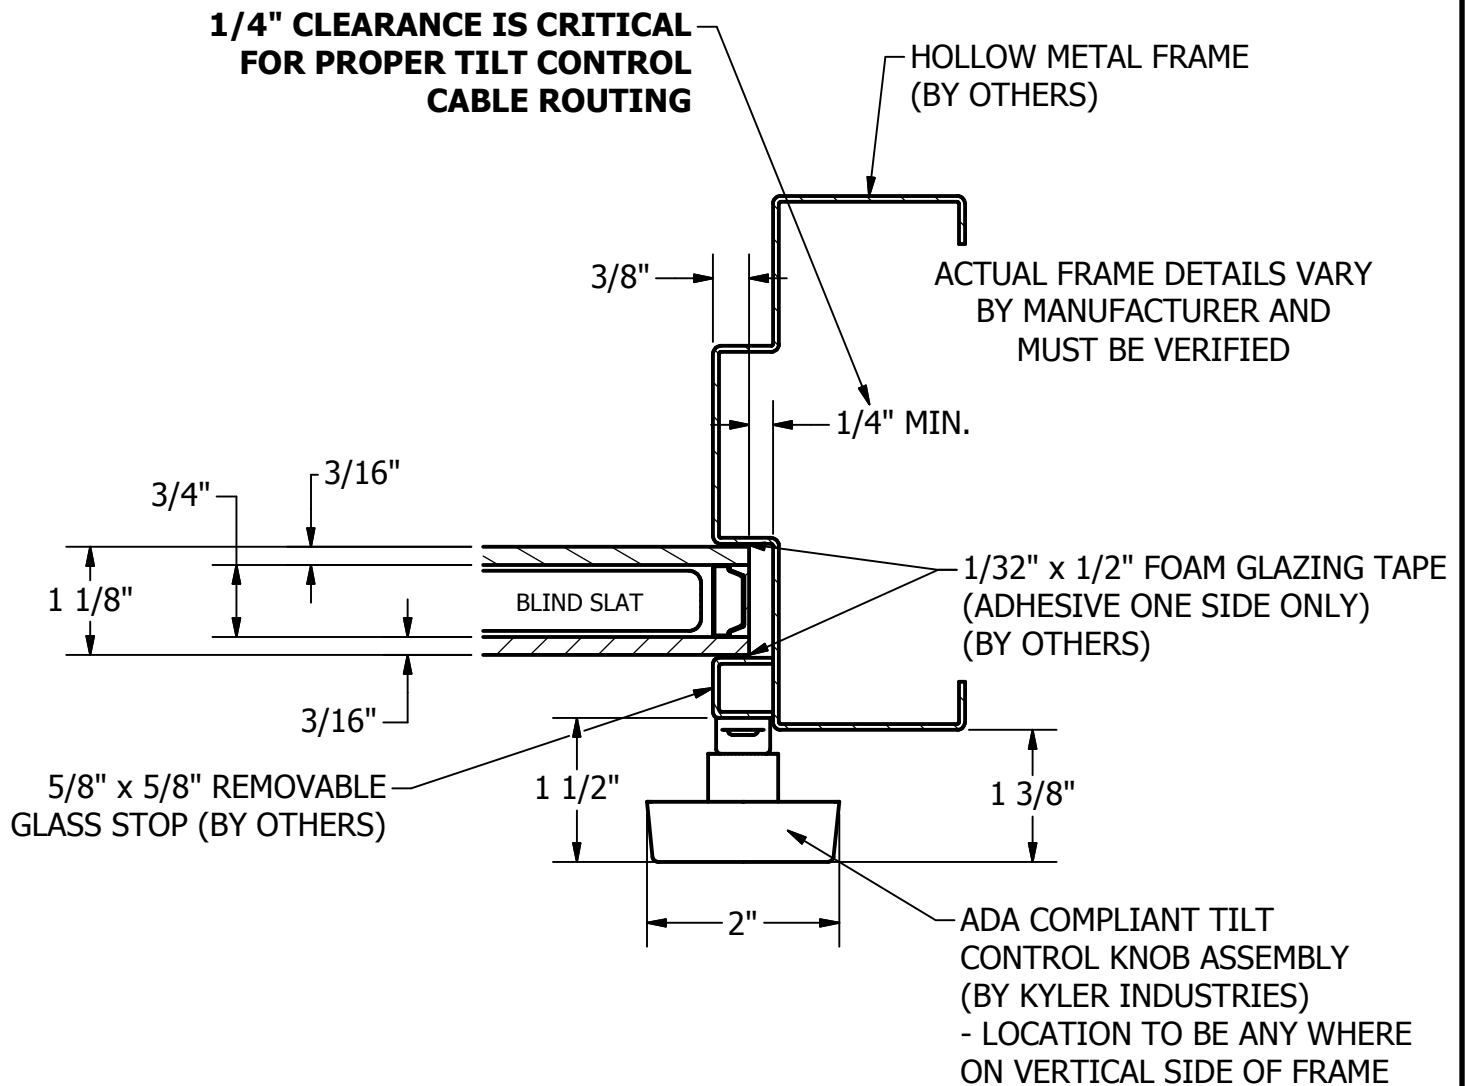 1/4" CLEARANCE IS CRITICAL
FOR PROPER TILT CONTROL
CABLE ROUTING
HOLLOW METAL FRAME
(BY OTHERS)
3/8"
ACTUAL FRAME DETAILS VARY
BY MANUFACTURER AND
MUST BE VERIFIED
1/4" MIN.
3/16"
3/4"
1 1/8"
BLIND SLAT
1/32" x 1/2" FOAM GLAZING TAPE
(ADHESIVE ONE SIDE ONLY)
(BY OTHERS)
3/16"
5/8" x 5/8" REMOVABLE
GLASS STOP (BY OTHERS)
1 1/2"
1 3/8"
2"
ADA COMPLIANT TILT
CONTROL KNOB ASSEMBLY
(BY KYLER INDUSTRIES)
- LOCATION TO BE ANY WHERE
ON VERTICAL SIDE OF FRAME